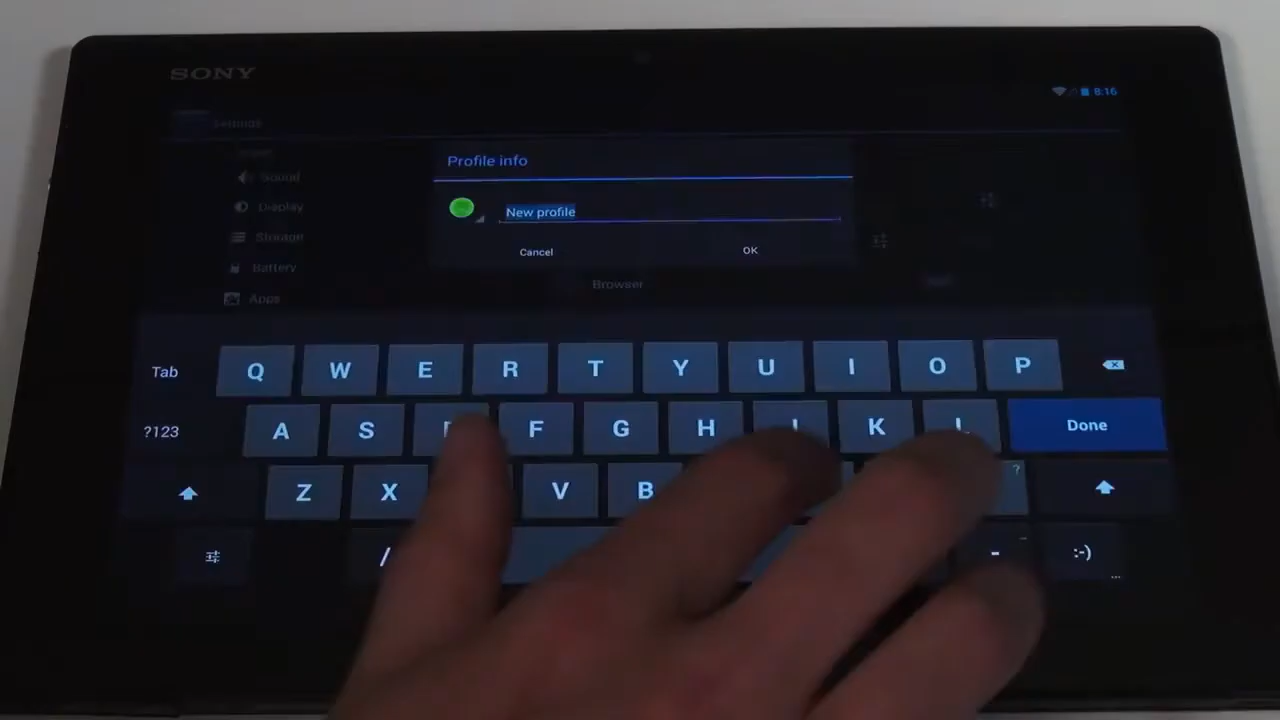 SONY
8:16
Settings
Profile info
Sound
New profile
Display
Storage
Cancel
OK
Battery
Browser
Apps
Tab Q W E R T Y U I O P
?123 A S F G H J K L Done
Z X V B ?
/ - :-)